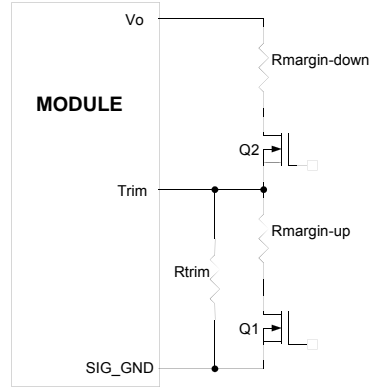 Vo
Rmargin-down
MODULE
Q2
Trim
Rmargin-up
Rtrim
Q1
SIG_GND